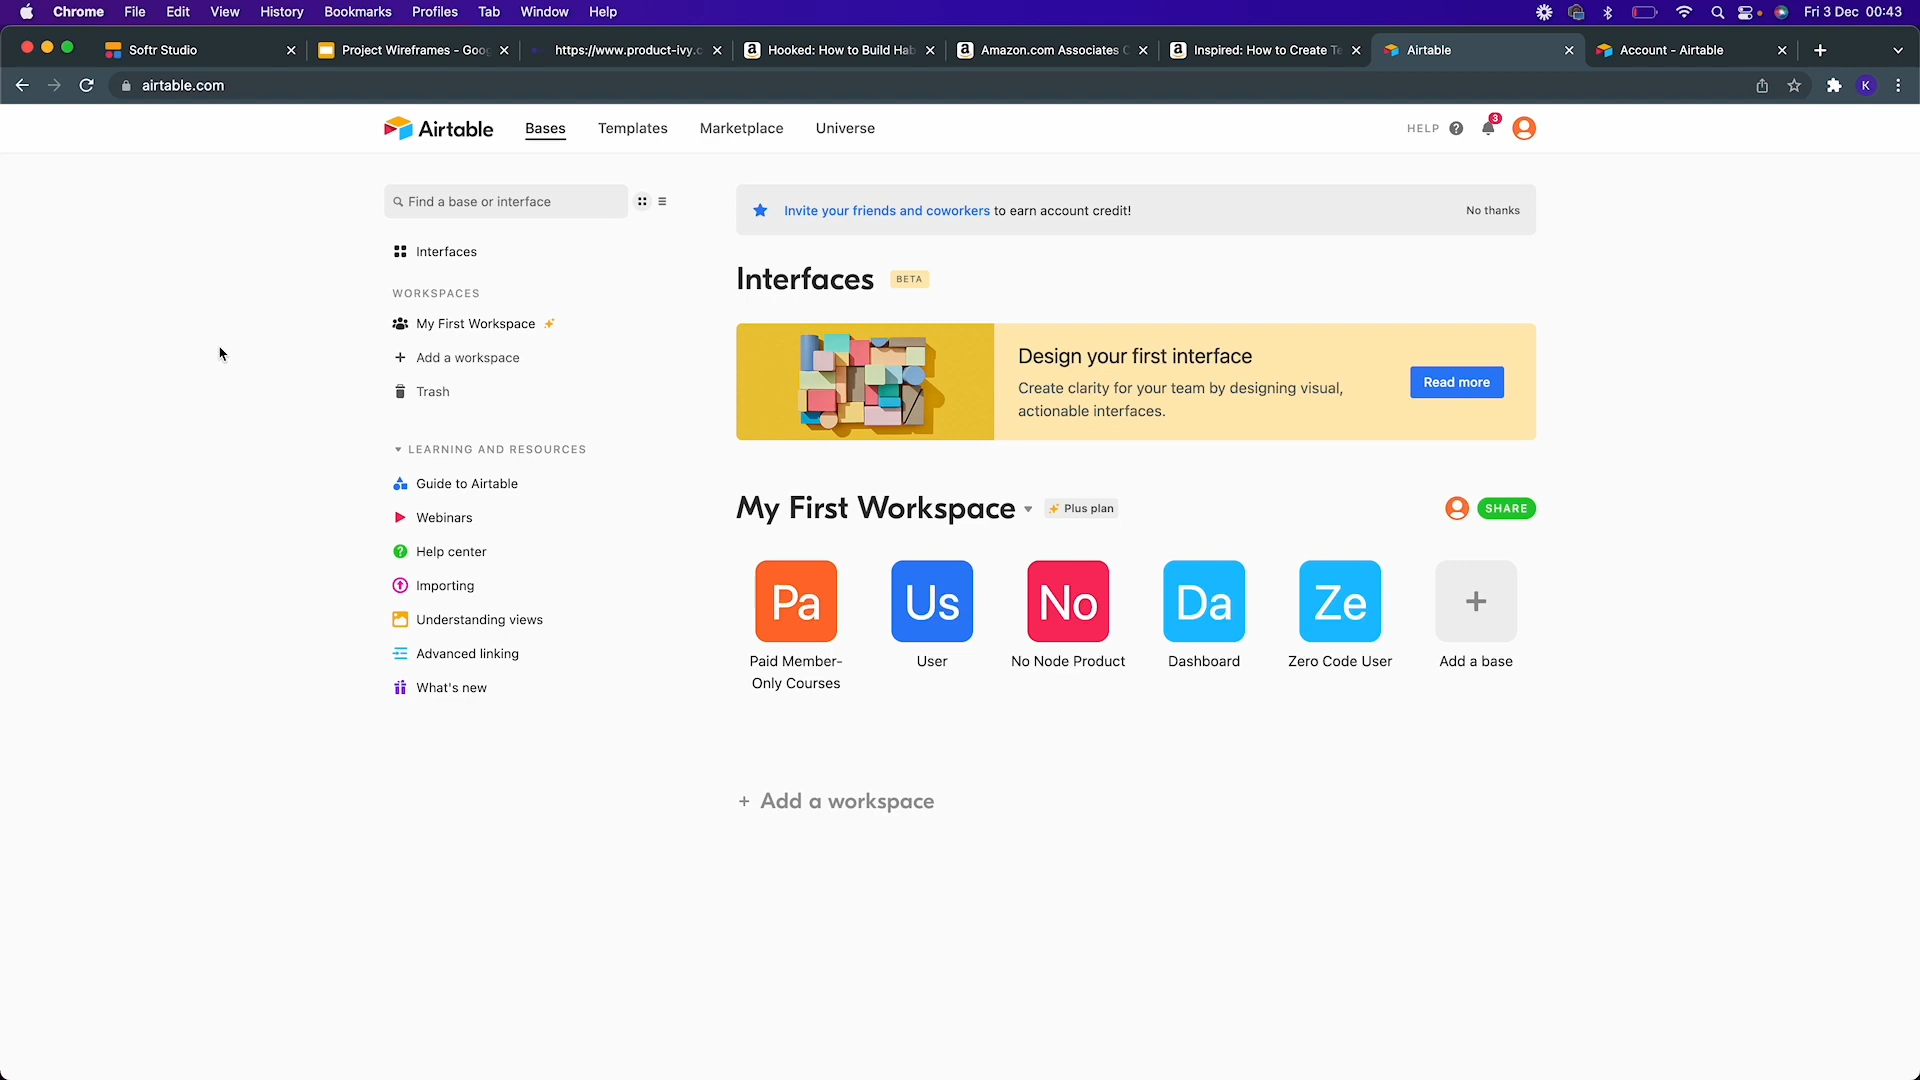 Chrome File Edit View History Bookmarks Profiles Tab Window Help Fri 3 Dec 00:43
Softr Studio Project Wireframes - Goog https://www.product-ivy.c Hooked: How to Build Hab Amazon.com Associates C Inspired: How to Create Te Airtable Account - Airtable
airtable.com K
Airtable Bases Templates Marketplace Universe HELP ? 3
Find a base or interface
Invite your friends and coworkers to earn account credit! No thanks
Interfaces
WORKSPACES
My First Workspace
+ Add a workspace
Trash
LEARNING AND RESOURCES
Guide to Airtable
Webinars
Help center
Importing
Understanding views
Advanced linking
What's new
Interfaces BETA
Design your first interface
Create clarity for your team by designing visual,
actionable interfaces.
Read more
My First Workspace Plus plan SHARE
Pa Us No Da Ze +
Paid Member-
Only Courses
User
No Node Product
Dashboard
Zero Code User
Add a base
+ Add a workspace